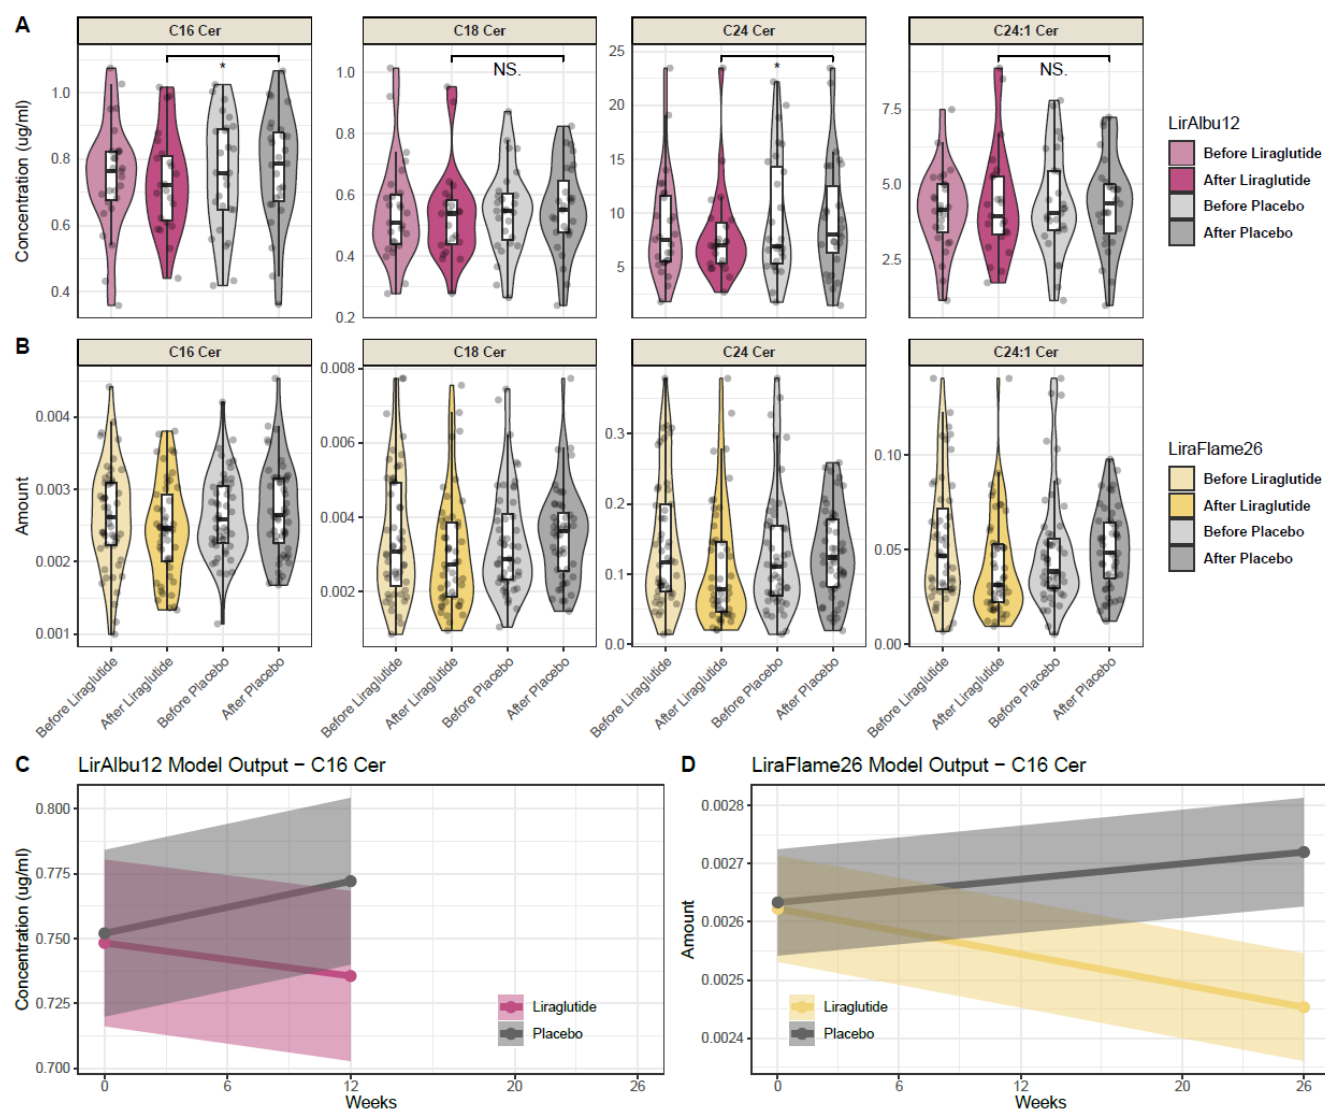 A
C16 Cer
C18 Cer
C24 Cer
C24:1 Cer
Concentration (ug/ml)
1.0
0.8
0.6
0.4
*
1.0
0.8
0.6
0.4
0.2
NS.
25
20
15
10
5
*
7.5
5.0
2.5
NS.
LirAlbu12
Before Liraglutide
After Liraglutide
Before Placebo
After Placebo
B
C16 Cer
C18 Cer
C24 Cer
C24:1 Cer
Amount
0.004
0.003
0.002
0.001
0.008
0.006
0.004
0.002
0.3
0.2
0.1
0.0
0.10
0.05
0.00
LiraFlame26
Before Liraglutide
After Liraglutide
Before Placebo
After Placebo
Before Liraglutide
After Liraglutide
Before Placebo
After Placebo
Before Liraglutide
After Liraglutide
Before Placebo
After Placebo
Before Liraglutide
After Liraglutide
Before Placebo
After Placebo
Before Liraglutide
After Liraglutide
Before Placebo
After Placebo
C
LirAlbu12 Model Output − C16 Cer
Concentration (ug/ml)
0.800
0.775
0.750
0.725
0.700
Liraglutide
Placebo
0
6
12
20
26
Weeks
D
LiraFlame26 Model Output − C16 Cer
Amount
0.0028
0.0027
0.0026
0.0025
0.0024
Liraglutide
Placebo
0
6
12
20
26
Weeks